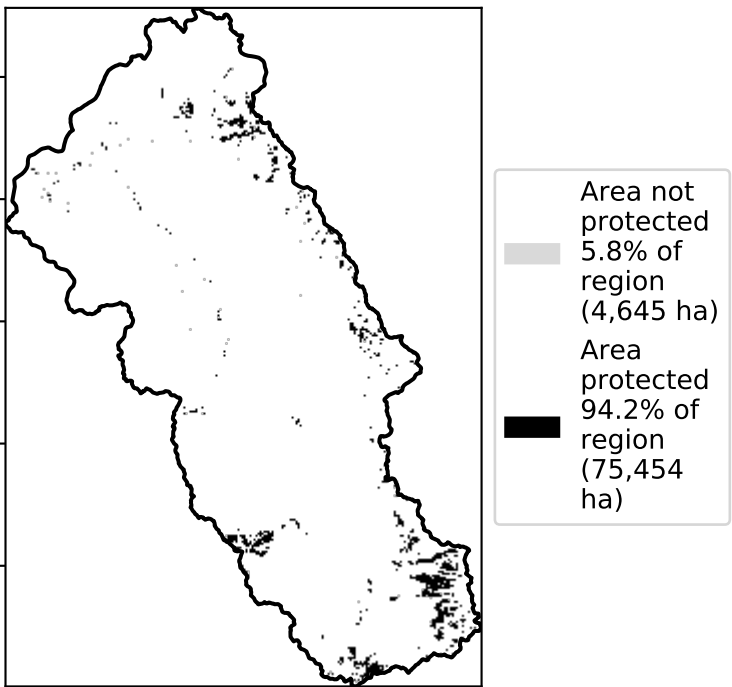 Area not
protected
5.8% of
region
(4,645 ha)
Area
protected
94.2% of
region
(75,454
ha)